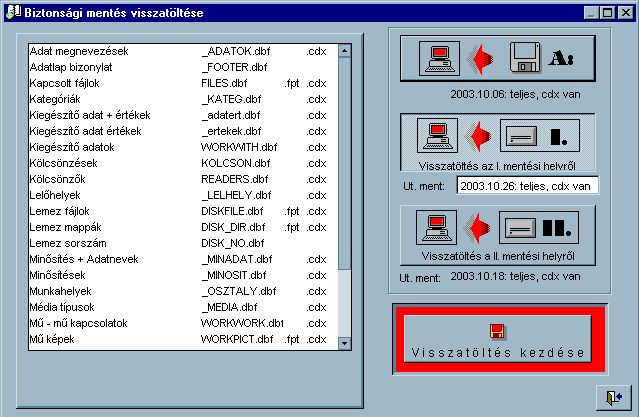 Biztonsági mentés visszatöltése
Adat megnevezések _ADATOK.dbf .cdx
Adatlap bizonylat _FOOTER.dbf
Kapcsolt fájlok FILES.dbf .fpt .cdx
Kategóriák _KATEG.dbf .cdx
Kiegészítő adat + értékek _adatert.dbf .cdx
Kiegészítő adat értékek _ertekek.dbf .cdx
Kiegészítő adatok WORKWITH.dbf .cdx
Kölcsönzések KOLCSON.dbf .cdx
Kölcsönzők READERS.dbf .cdx
Lelőhelyek _LELHELY.dbf .cdx
Lemez fájlok DISKFILE.dbf .fpt .cdx
Lemez mappák DISK_DIR.dbf .fpt .cdx
Lemez sorszám DISK_NO.dbf
Minősítés + Adatnevek _MINADAT.dbf .cdx
Minősítések _MINOSIT.dbf .cdx
Munkahelyek _OSZTALY.dbf .cdx
Média típusok _MEDIA.dbf .cdx
Mű - mű kapcsolatok WORKWORK.dbf .cdx
Mű képek WORKPICT.dbf .fpt .cdx
A:
2003.10.06: teljes, cdx van
I.
Visszatöltés az I. mentési helyről
Ut. ment: 2003.10.26: teljes, cdx van
II.
Visszatöltés a II. mentési helyről
Ut. ment: 2003.10.18: teljes, cdx van
Visszatöltés kezdése